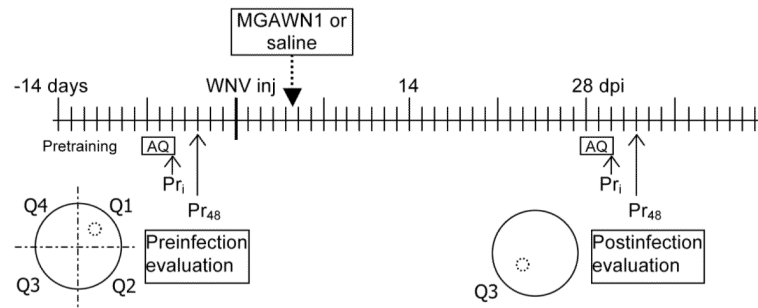 MGAWN1 or
saline
-14 days
WNV inj
14
28 dpi
Pretraining
AQ
AQ
Pri
Pri
Pr48
Pr48
Q4
Q1
Preinfection
evaluation
Postinfection
evaluation
Q3
Q2
Q3